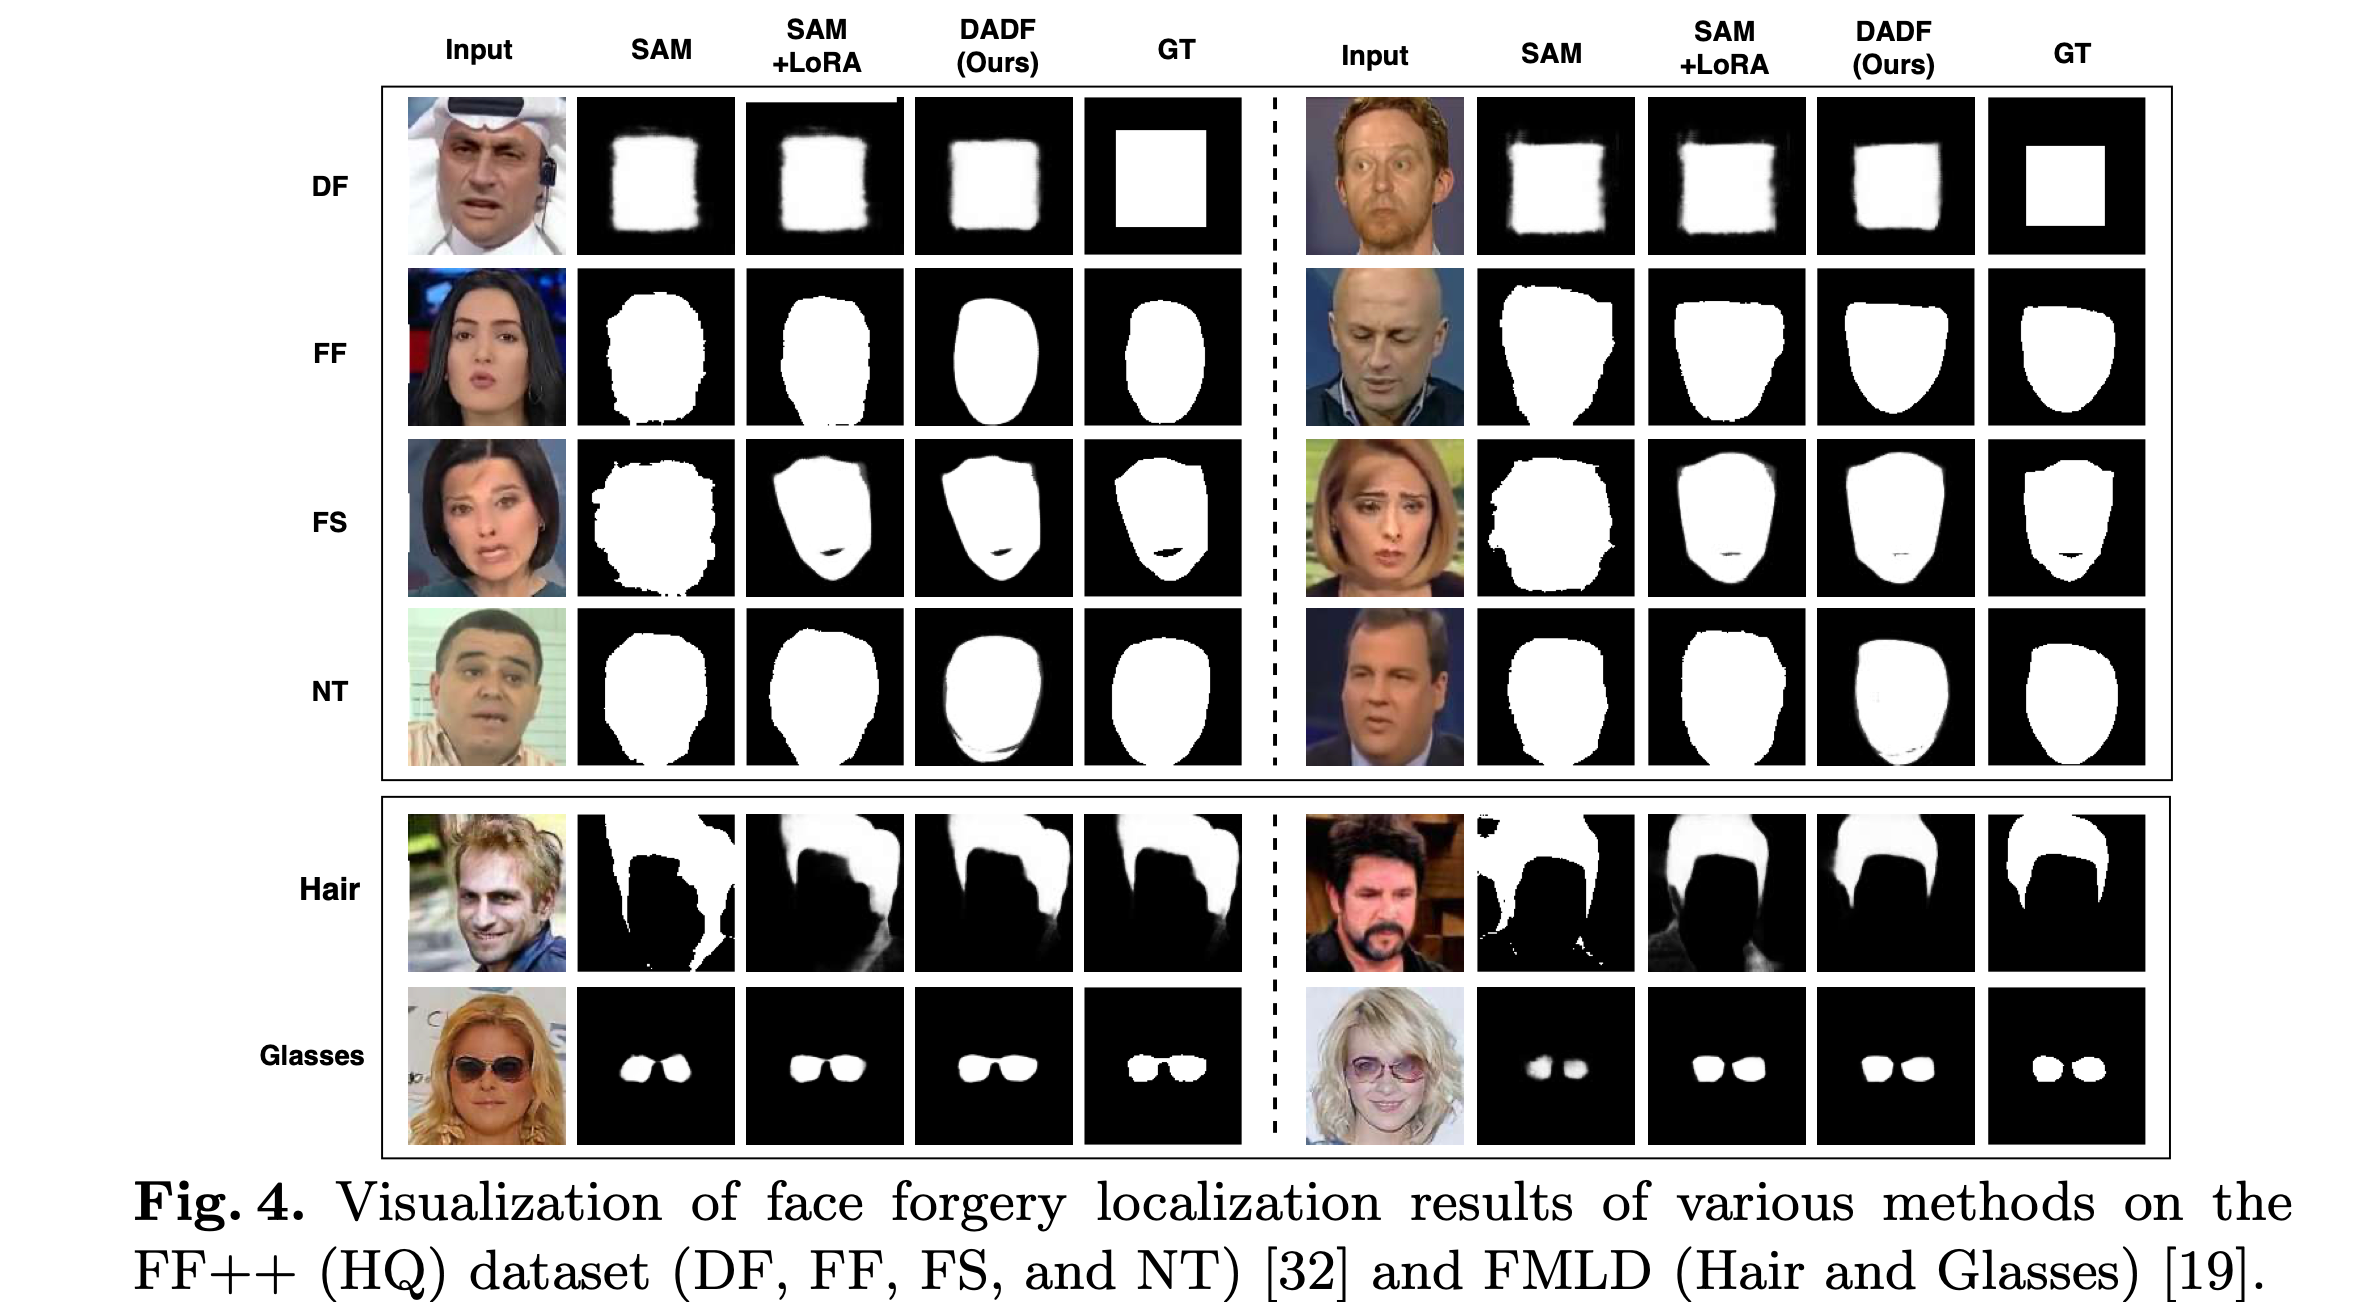 Input SAM SAM +LoRA DADF (Ours) GT Input SAM SAM +LoRA DADF (Ours) GT
DF
FF
FS
NT
Hair
Glasses
Fig. 4. Visualization of face forgery localization results of various methods on the
FF++ (HQ) dataset (DF, FF, FS, and NT) [32] and FMLD (Hair and Glasses) [19].